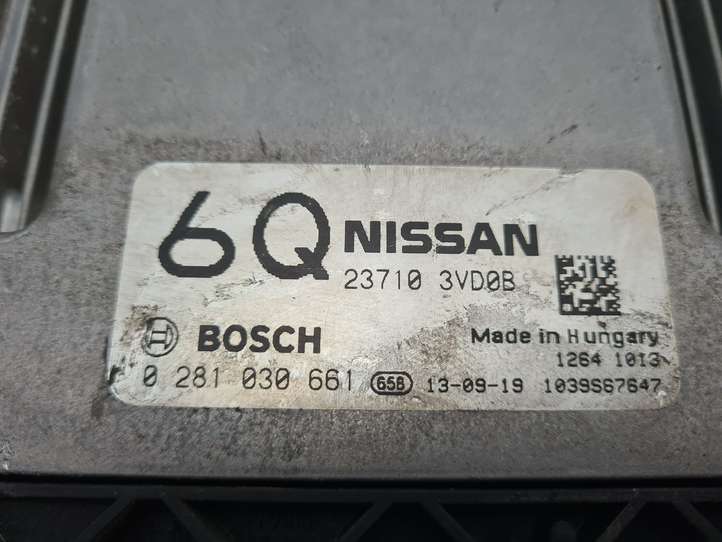 6Q NISSAN
23710 3VD0B
BOSCH Made in Hungary
1264 1013
0 281 030 661 658 13-09-19 1039S67647